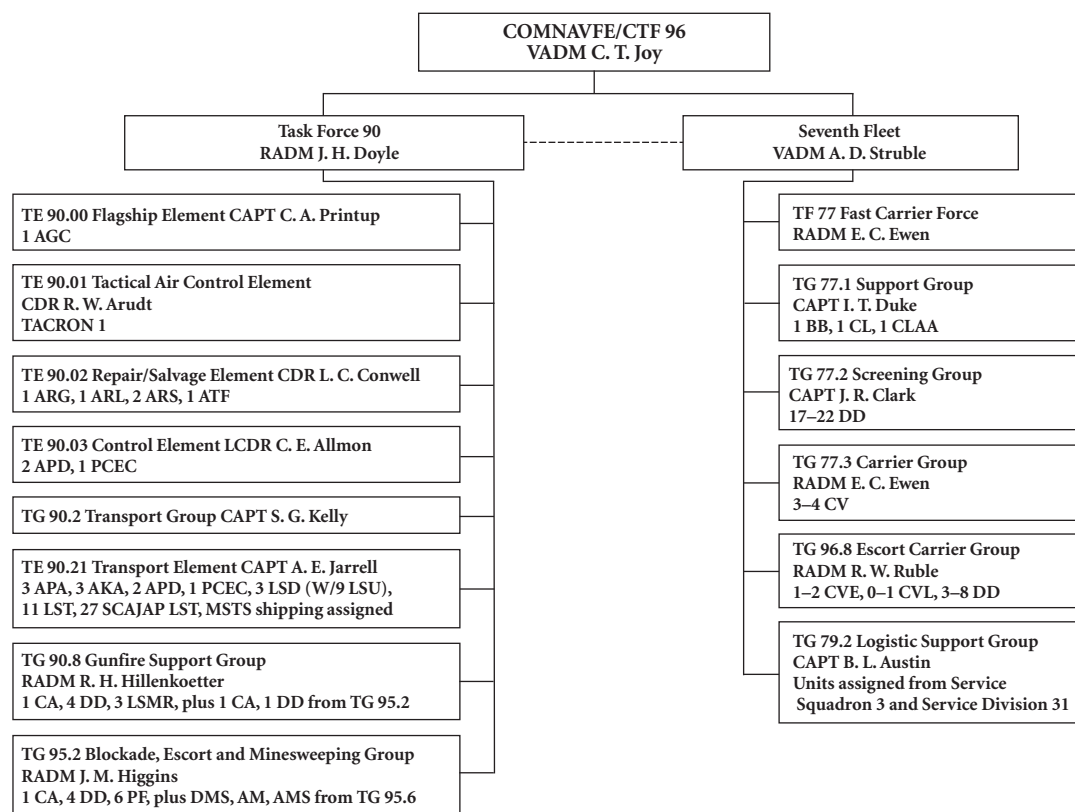 COMNAVFE/CTF 96
VADM C. T. Joy
Task Force 90
RADM J. H. Doyle
Seventh Fleet
VADM A. D. Struble
TE 90.00 Flagship Element CAPT C. A. Printup
1 AGC
TE 90.01 Tactical Air Control Element
CDR R. W. Arudt
TACRON 1
TE 90.02 Repair/Salvage Element CDR L. C. Conwell
1 ARG, 1 ARL, 2 ARS, 1 ATF
TE 90.03 Control Element LCDR C. E. Allmon
2 APD, 1 PCEC
TG 90.2 Transport Group CAPT S. G. Kelly
TE 90.21 Transport Element CAPT A. E. Jarrell
3 APA, 3 AKA, 2 APD, 1 PCEC, 3 LSD (W/9 LSU),
11 LST, 27 SCAJAP LST, MSTS shipping assigned
TG 90.8 Gunfire Support Group
RADM R. H. Hillenkoetter
1 CA, 4 DD, 3 LSMR, plus 1 CA, 1 DD from TG 95.2
TG 95.2 Blockade, Escort and Minesweeping Group
RADM J. M. Higgins
1 CA, 4 DD, 6 PF, plus DMS, AM, AMS from TG 95.6
TF 77 Fast Carrier Force
RADM E. C. Ewen
TG 77.1 Support Group
CAPT I. T. Duke
1 BB, 1 CL, 1 CLAA
TG 77.2 Screening Group
CAPT J. R. Clark
17–22 DD
TG 77.3 Carrier Group
RADM E. C. Ewen
3–4 CV
TG 96.8 Escort Carrier Group
RADM R. W. Ruble
1–2 CVE, 0–1 CVL, 3–8 DD
TG 79.2 Logistic Support Group
CAPT B. L. Austin
Units assigned from Service
Squadron 3 and Service Division 31